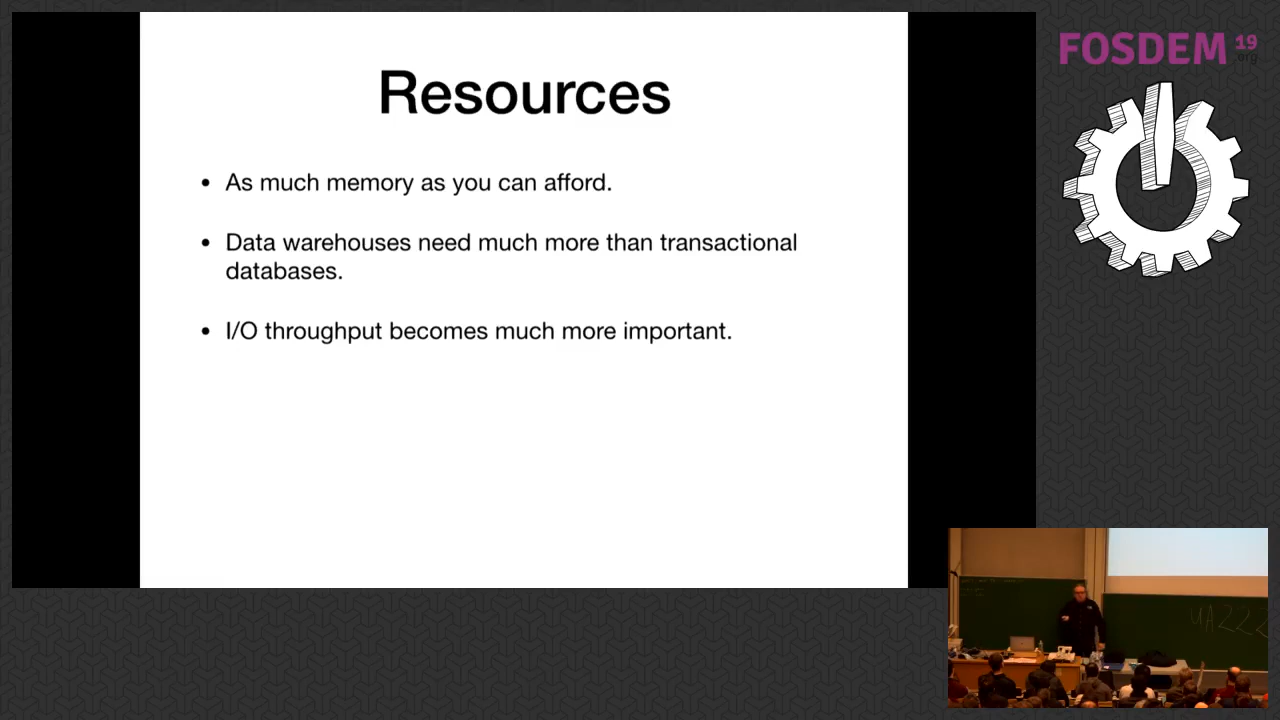 Resources
• As much memory as you can afford.
• Data warehouses need much more than transactional
databases.
• I/O throughput becomes much more important.
FOSDEM 19
.org